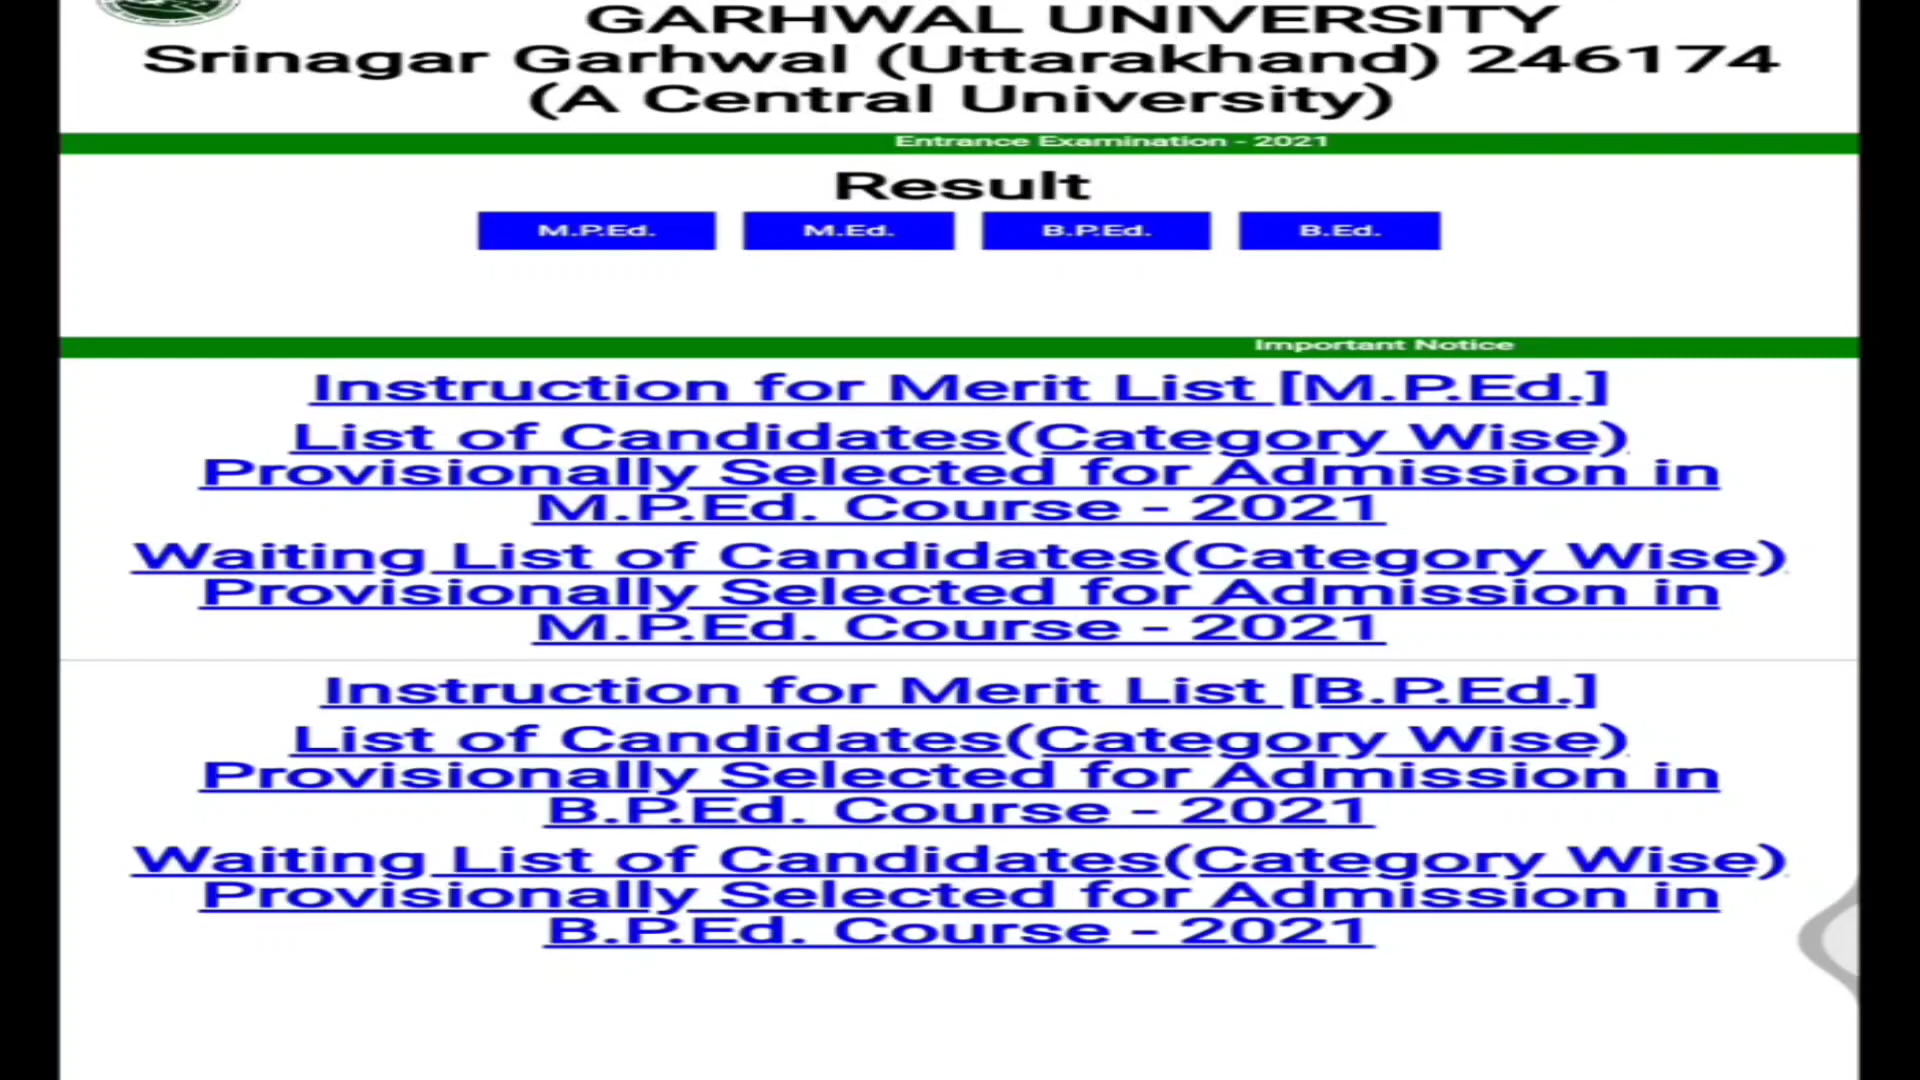 GARHWAL UNIVERSITY
Srinagar Garhwal (Uttarakhand) 246174
(A Central University)
Entrance Examination - 2021
Result
M.P.Ed. M.Ed. B.P.Ed. B.Ed.
Important Notice
Instruction for Merit List [M.P.Ed.]
List of Candidates(Category Wise)
Provisionally Selected for Admission in
M.P.Ed. Course - 2021
Waiting List of Candidates(Category Wise)
Provisionally Selected for Admission in
M.P.Ed. Course - 2021
Instruction for Merit List [B.P.Ed.]
List of Candidates(Category Wise)
Provisionally Selected for Admission in
B.P.Ed. Course - 2021
Waiting List of Candidates(Category Wise)
Provisionally Selected for Admission in
B.P.Ed. Course - 2021